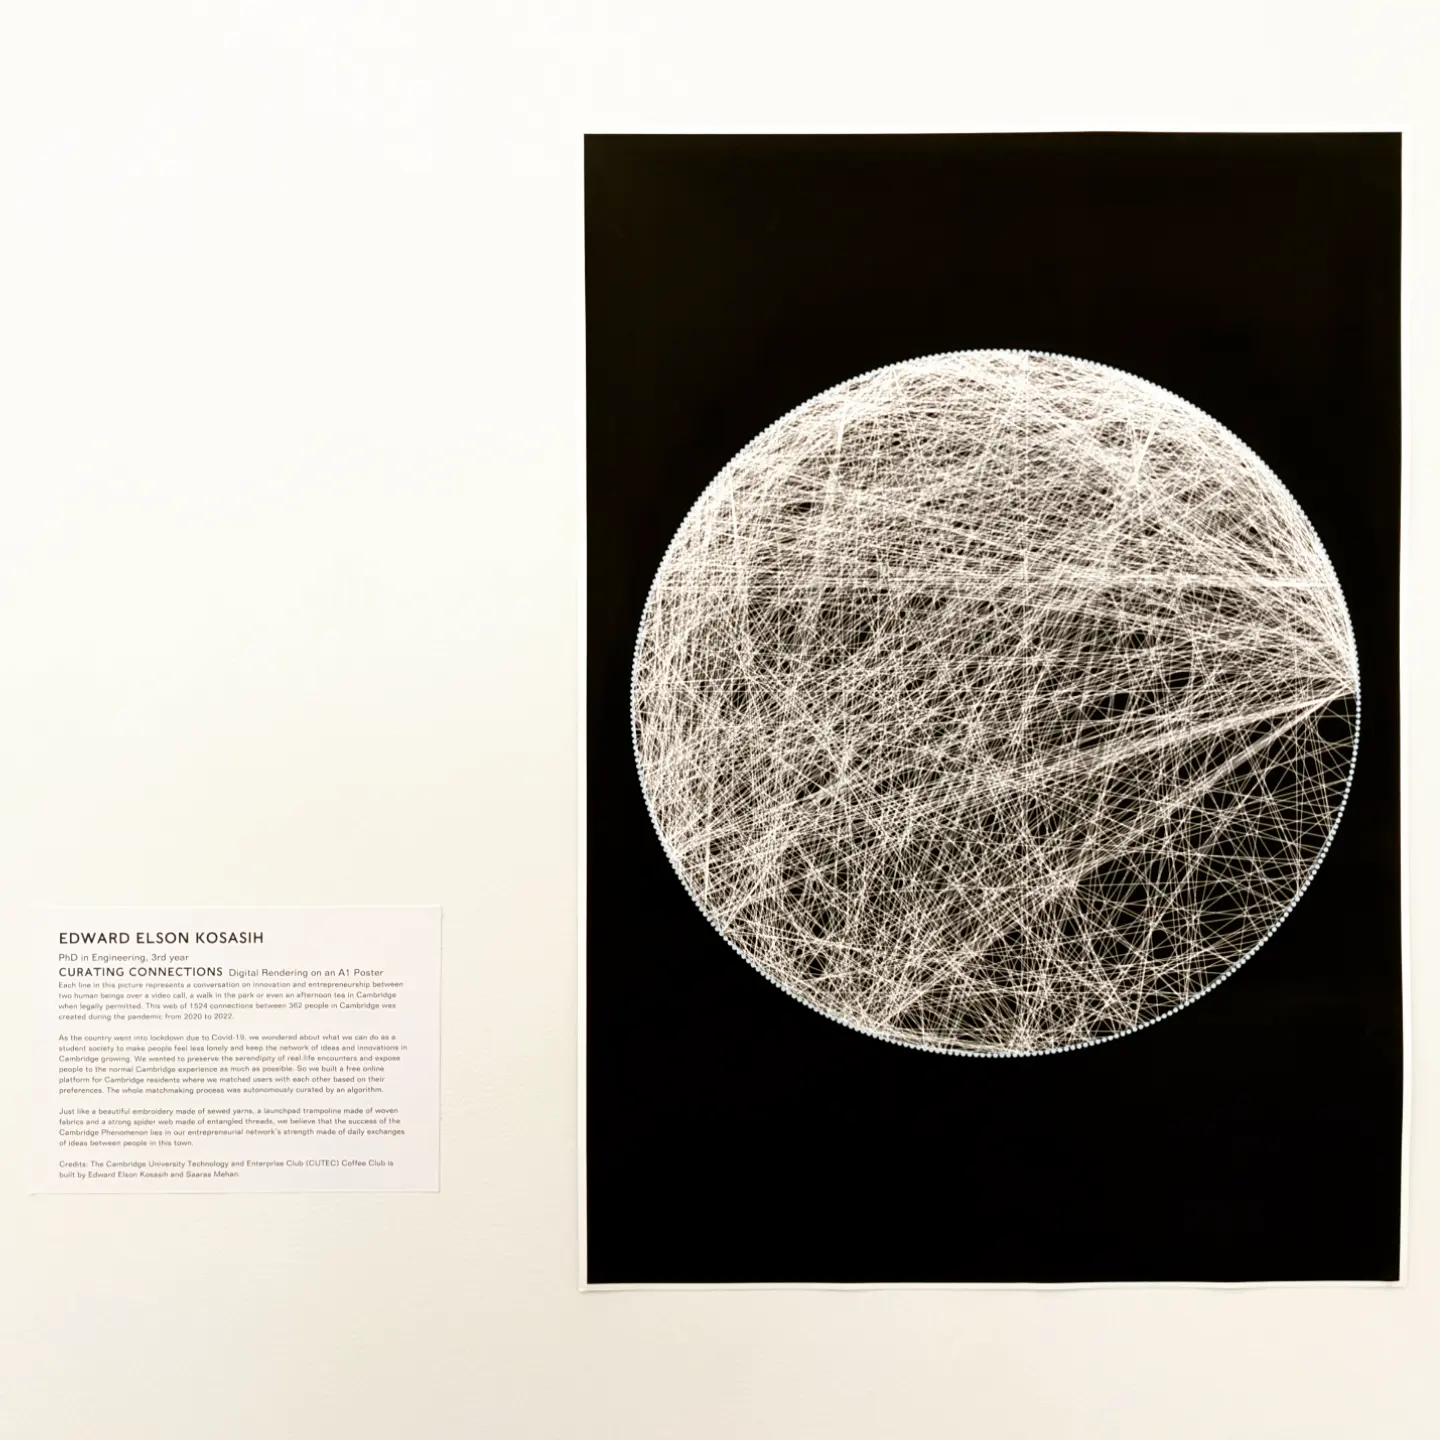 EDWARD ELSON KOSASIH
PhD in Engineering, 3rd year
CURATING CONNECTIONS Digital Rendering on an A1 Poster
Each line in this picture represents a conversation on innovation and entrepreneurship between
two human beings over a video call, a walk in the park or even an afternoon tea in Cambridge
when legally permitted. This web of 1524 connections between 362 people in Cambridge was
created during the pandemic from 2020 to 2022.
As the country went into lockdown due to Covid-19, we wondered about what we can do as a
student society to make people feel less lonely and keep the network of ideas and innovations in
Cambridge growing. We wanted to preserve the serendipity of real life encounters and expose
people to the normal Cambridge experience as much as possible. So we built a free online
platform for Cambridge residents where we matched users with each other based on their
preferences. The whole matchmaking process was autonomously curated by an algorithm.
Just like a beautiful embroidery made of sewed yarns, a launchpad trampoline made of woven
fabrics and a strong spider web made of entangled threads, we believe that the success of the
Cambridge Phenomenon lies in our entrepreneurial network's strength made of daily exchanges
of ideas between people in this town.
Credits: The Cambridge University Technology and Enterprise Club (CUTEC) Coffee Club is
built by Edward Elson Kosasih and Saaras Mehan.